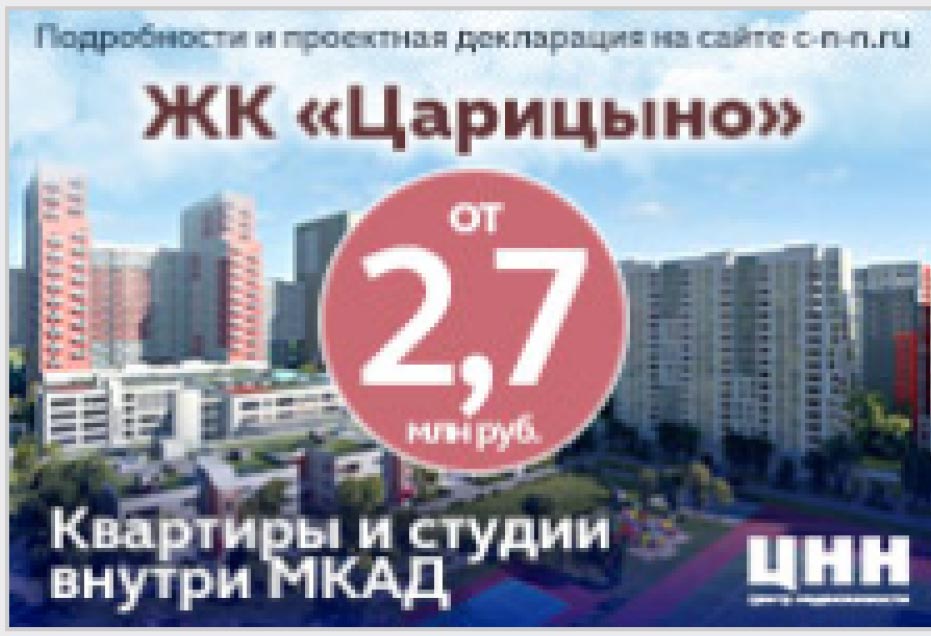 Подробности и проектная декларация на сайте c-n-n.ru
ЖК «Царицыно»
от
2,7
млн руб.
Квартиры и студии
внутри МКАД
ЦНН